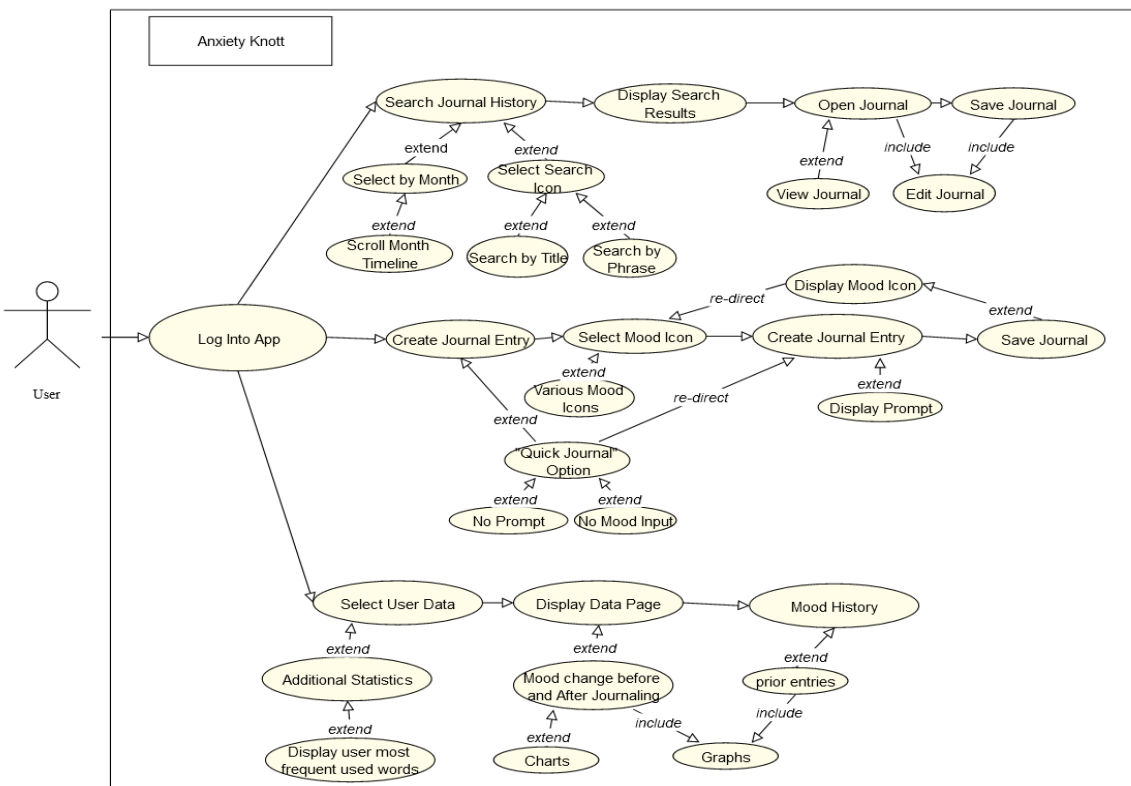 Anxiety Knott
Search Journal History
Display Search
Results
Open Journal
Save Journal
extend
extend
extend
include
include
Select by Month
Select Search
Icon
View Journal
Edit Journal
extend
extend
extend
Scroll Month
Timeline
Search by Title
Search by
Phrase
Display Mood Icon
re-direct
extend
User
Log Into App
Create Journal Entry
Select Mood Icon
Create Journal Entry
Save Journal
extend
extend
Various Mood
Icons
re-direct
Display Prompt
extend
"Quick Journal"
Option
extend
extend
No Prompt
No Mood Input
Select User Data
Display Data Page
Mood History
extend
extend
extend
Additional Statistics
Mood change before
and After Journaling
prior entries
extend
include
include
extend
Display user most
frequent used words
Charts
Graphs